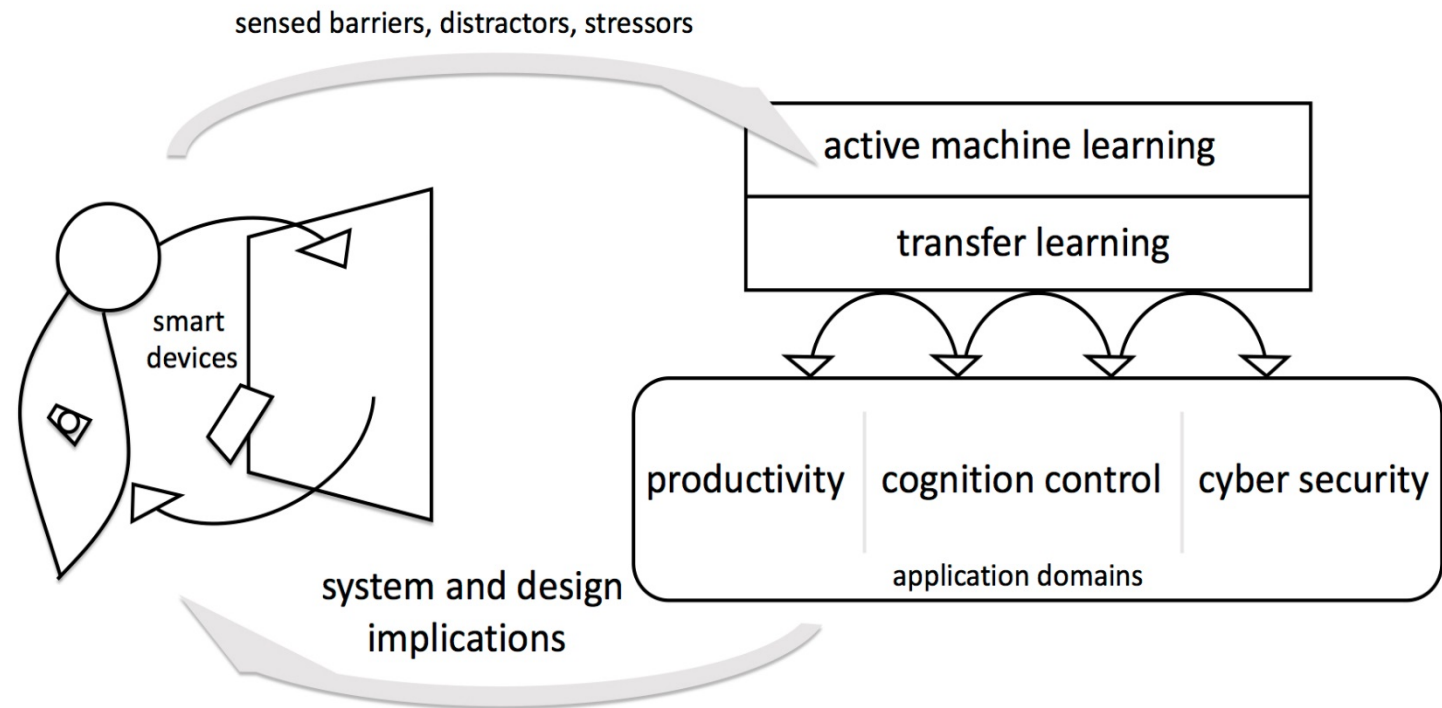 sensed barriers, distractors, stressors
active machine learning
transfer learning
smart
devices
productivity
cognition control
cyber security
application domains
system and design
implications